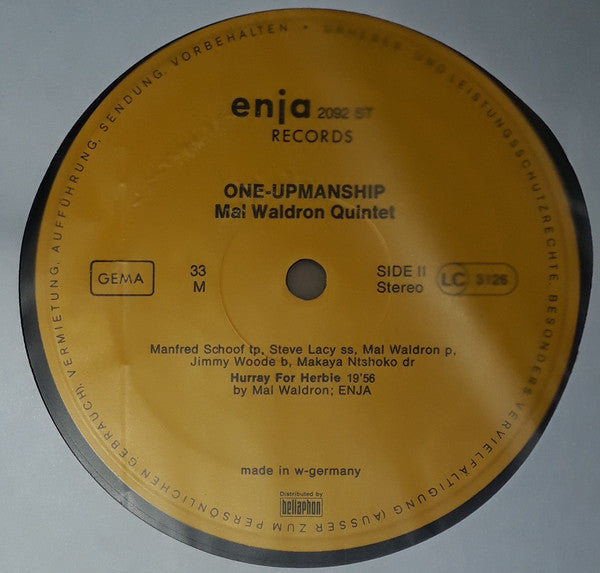 URHEBER- UND LEISTUNGSSCHUTZRECHTE, BESONDERS VERVIELFÄLTIGUNG (AUSSER ZUM PERSÖNLICHEN GEBRAUCH), VERMIETUNG, AUFFÜHRUNG, SENDUNG, VORBEHALTEN •
enja 2092 ST
RECORDS
ONE-UPMANSHIP
Mal Waldron Quintet
GEMA
33
M
SIDE II
Stereo
LC 3126
Manfred Schoof tp, Steve Lacy ss, Mal Waldron p,
Jimmy Woode b, Makaya Ntshoko dr
Hurray For Herbie 19'56
by Mal Waldron; ENJA
made in w-germany
Distributed by
bellaphon